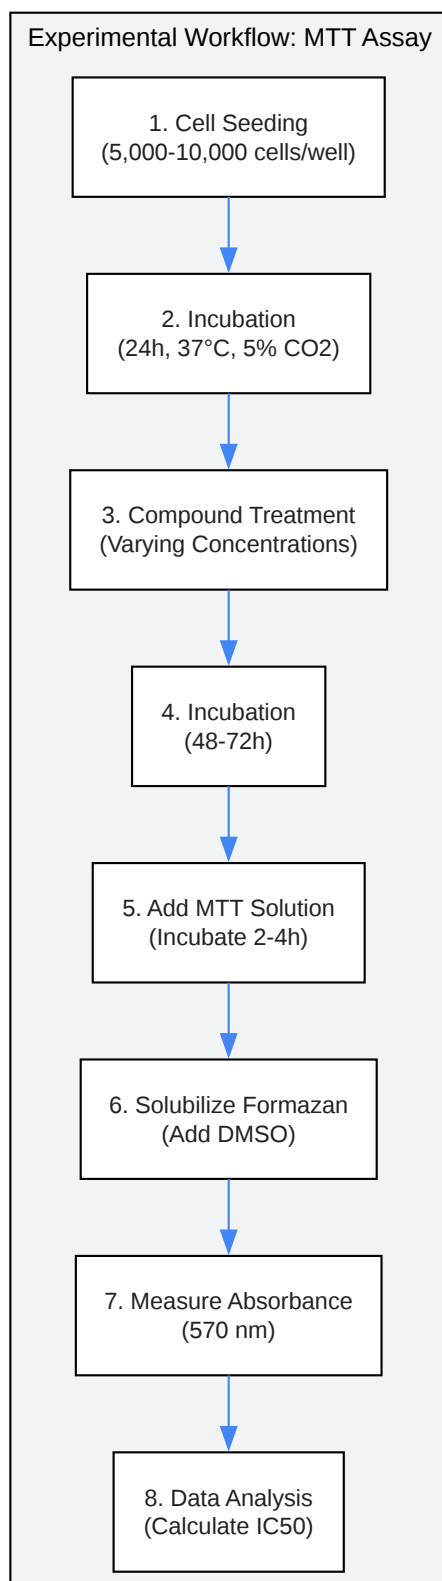 Experimental Workflow: MTT Assay
1. Cell Seeding
(5,000-10,000 cells/well)
2. Incubation
(24h, 37°C, 5% CO2)
3. Compound Treatment
(Varying Concentrations)
4. Incubation
(48-72h)
5. Add MTT Solution
(Incubate 2-4h)
6. Solubilize Formazan
(Add DMSO)
7. Measure Absorbance
(570 nm)
8. Data Analysis
(Calculate IC50)